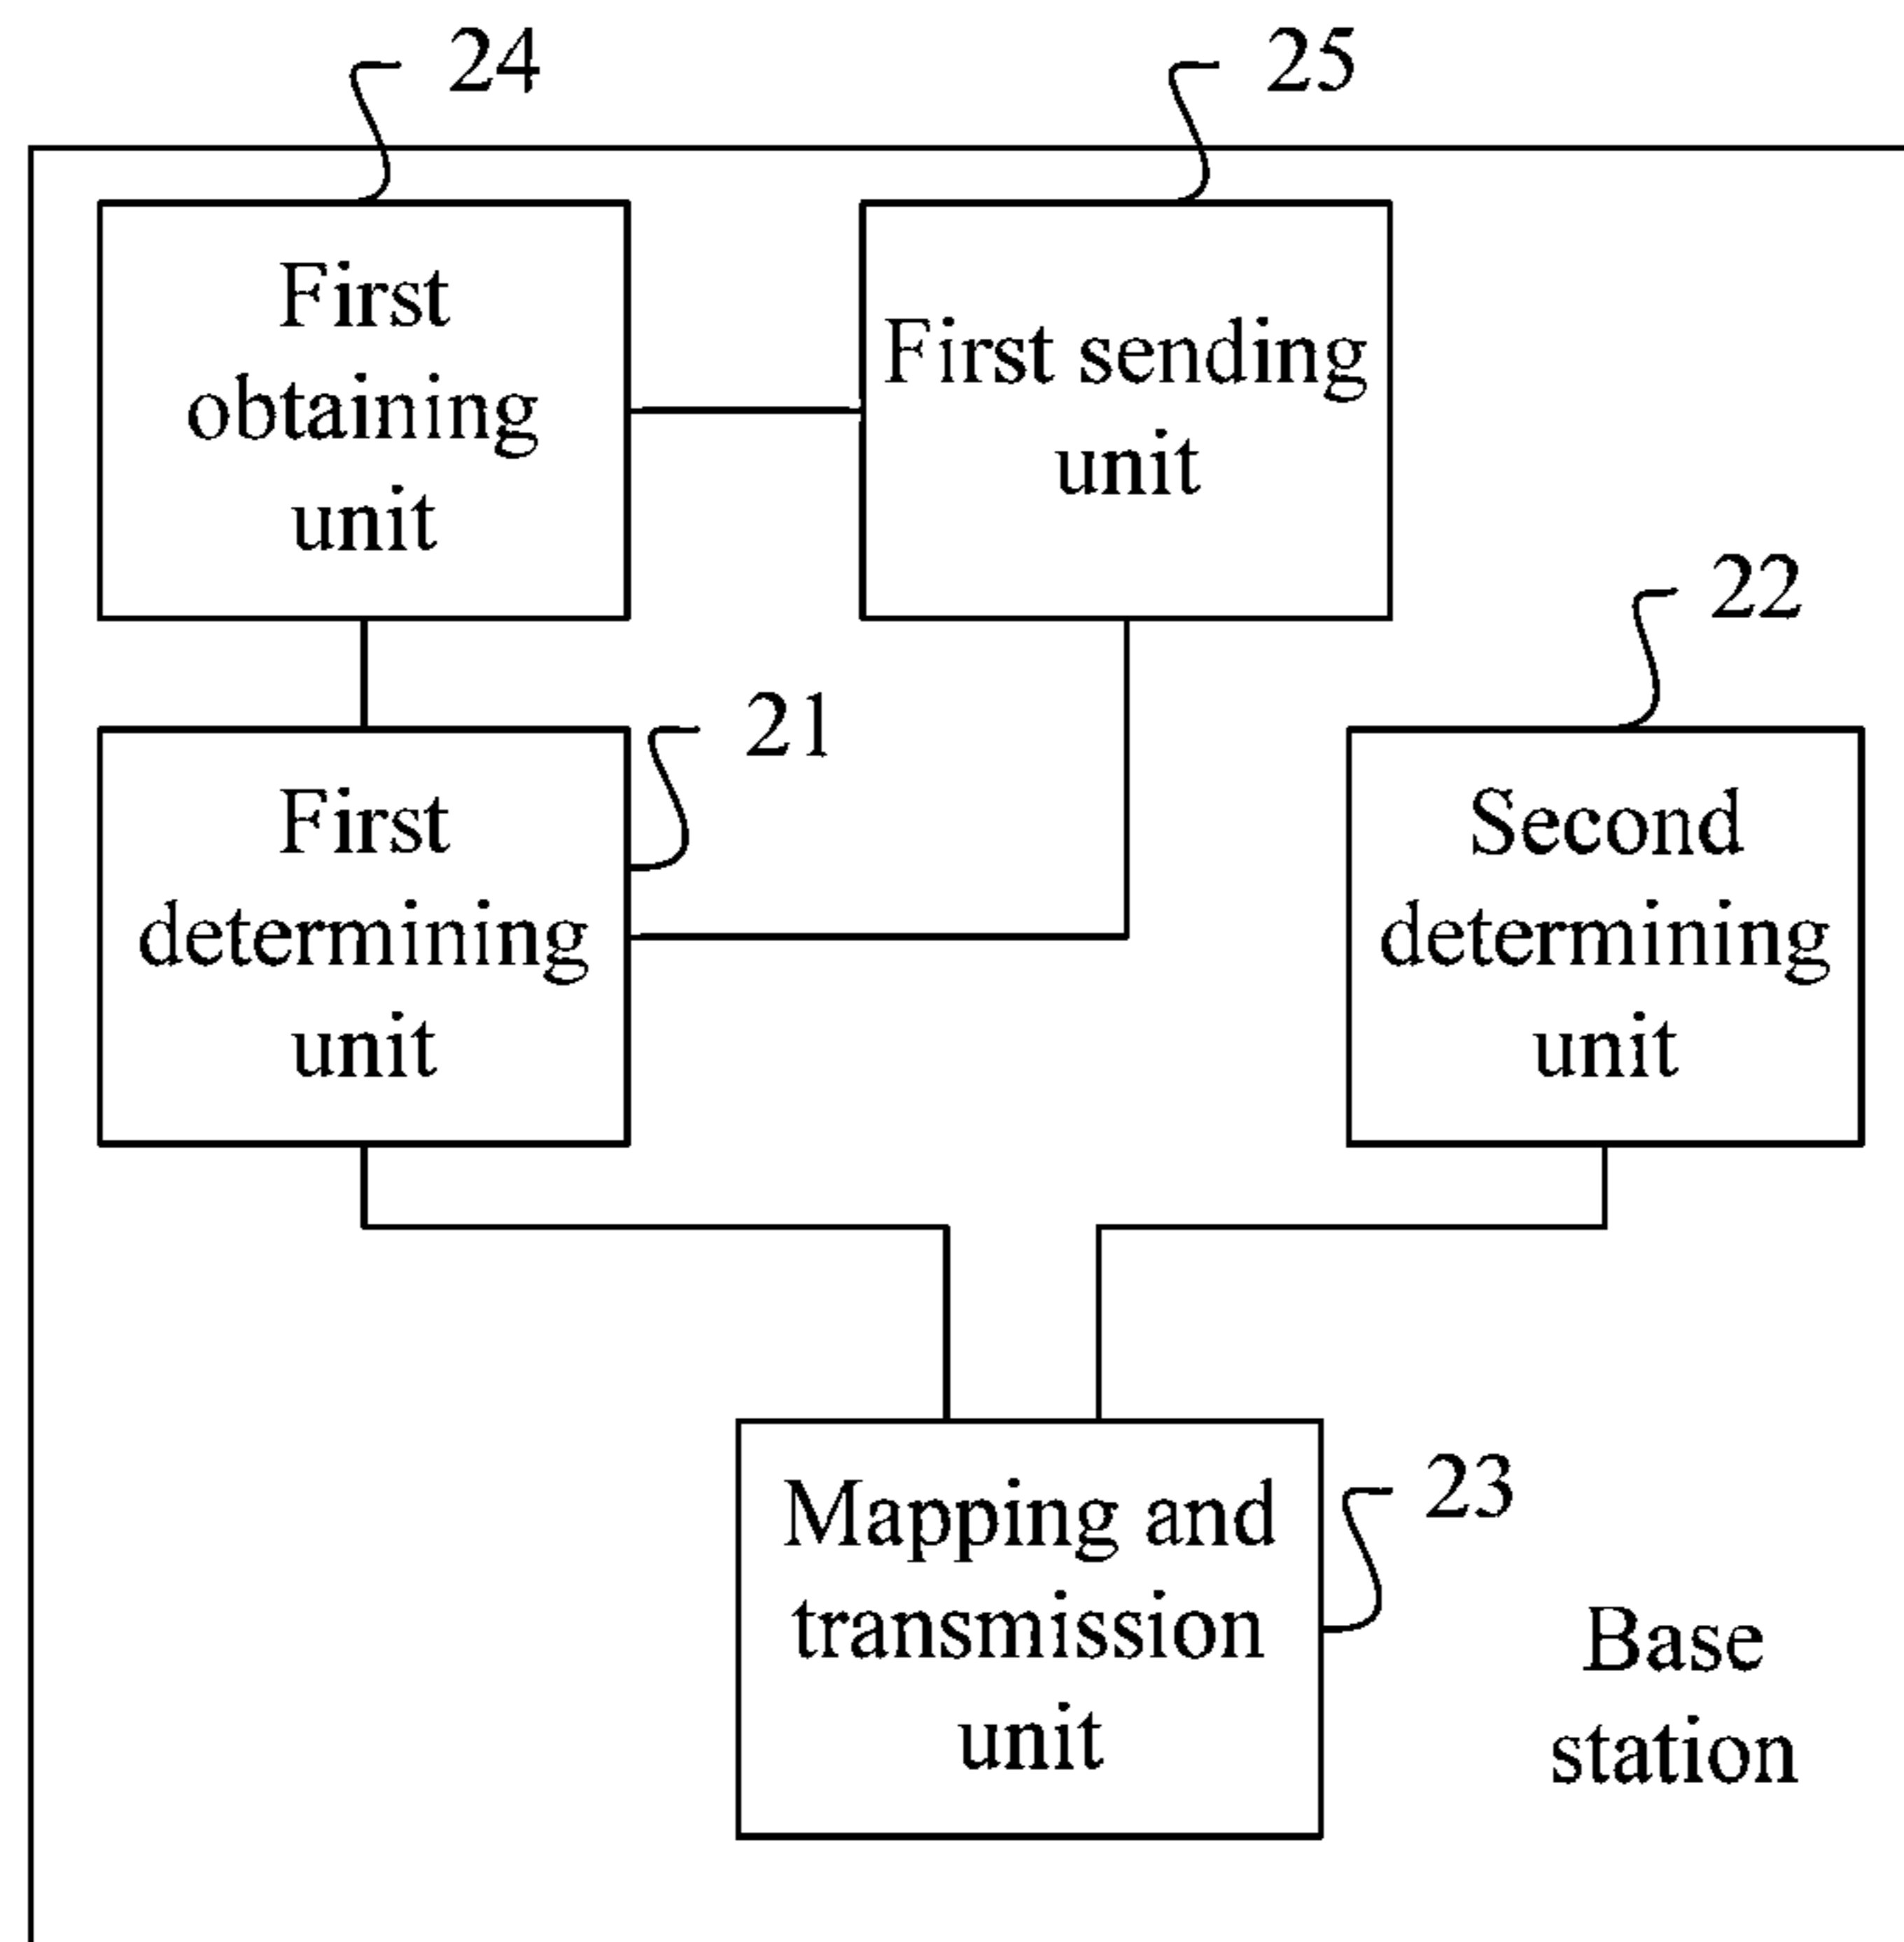 24
25
First
obtaining
unit
First sending
unit
22
21
First
determining
unit
Second
determining
unit
Mapping and
transmission
unit
23
Base
station